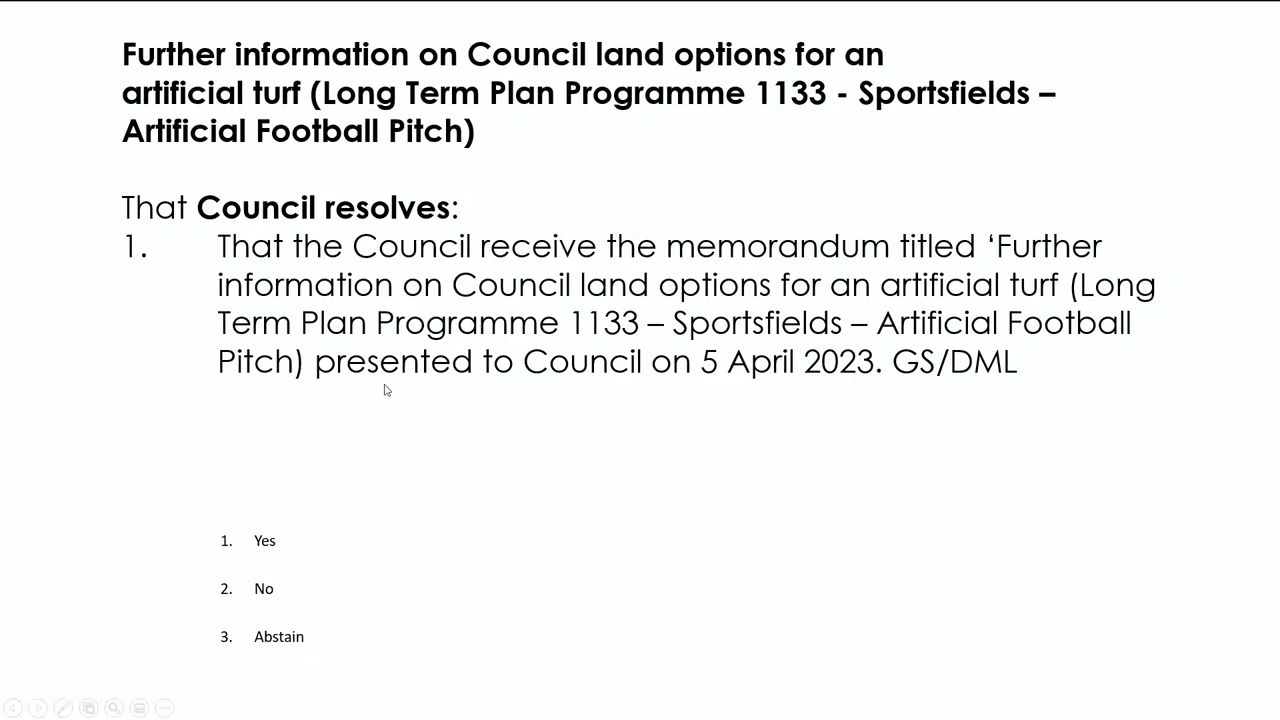 Further information on Council land options for an
artificial turf (Long Term Plan Programme 1133 - Sportsfields –
Artificial Football Pitch)
That Council resolves:
1. That the Council receive the memorandum titled ‘Further
information on Council land options for an artificial turf (Long
Term Plan Programme 1133 – Sportsfields – Artificial Football
Pitch) presented to Council on 5 April 2023. GS/DML
1. Yes
2. No
3. Abstain